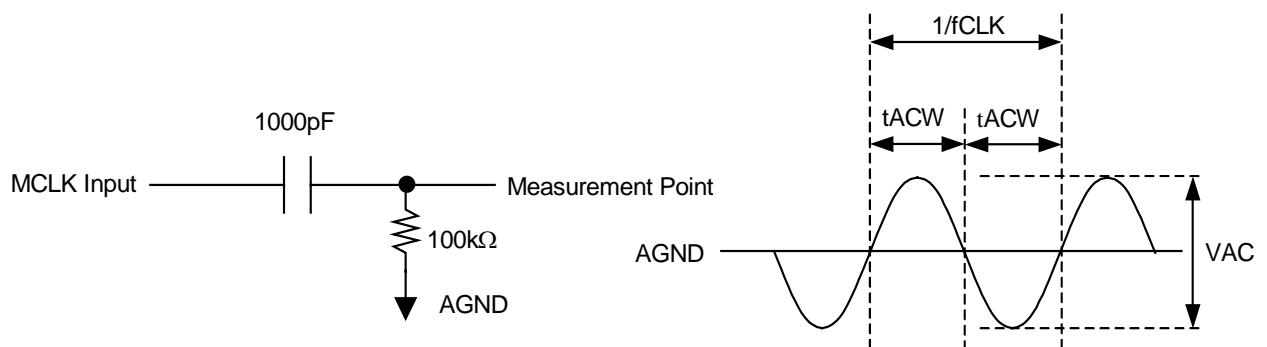 1/fCLK
1000pF
tACW tACW
MCLK Input
Measurement Point
100kΩ
AGND
AGND
VAC